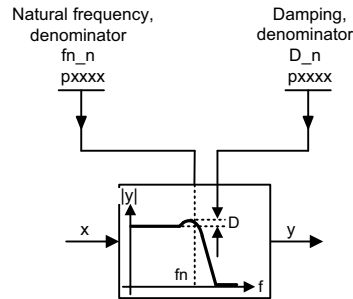 Natural frequency,
denominator
fn_n
pxxxx
Damping,
denominator
D_n
pxxxx
|y|
x
D
y
fn
f